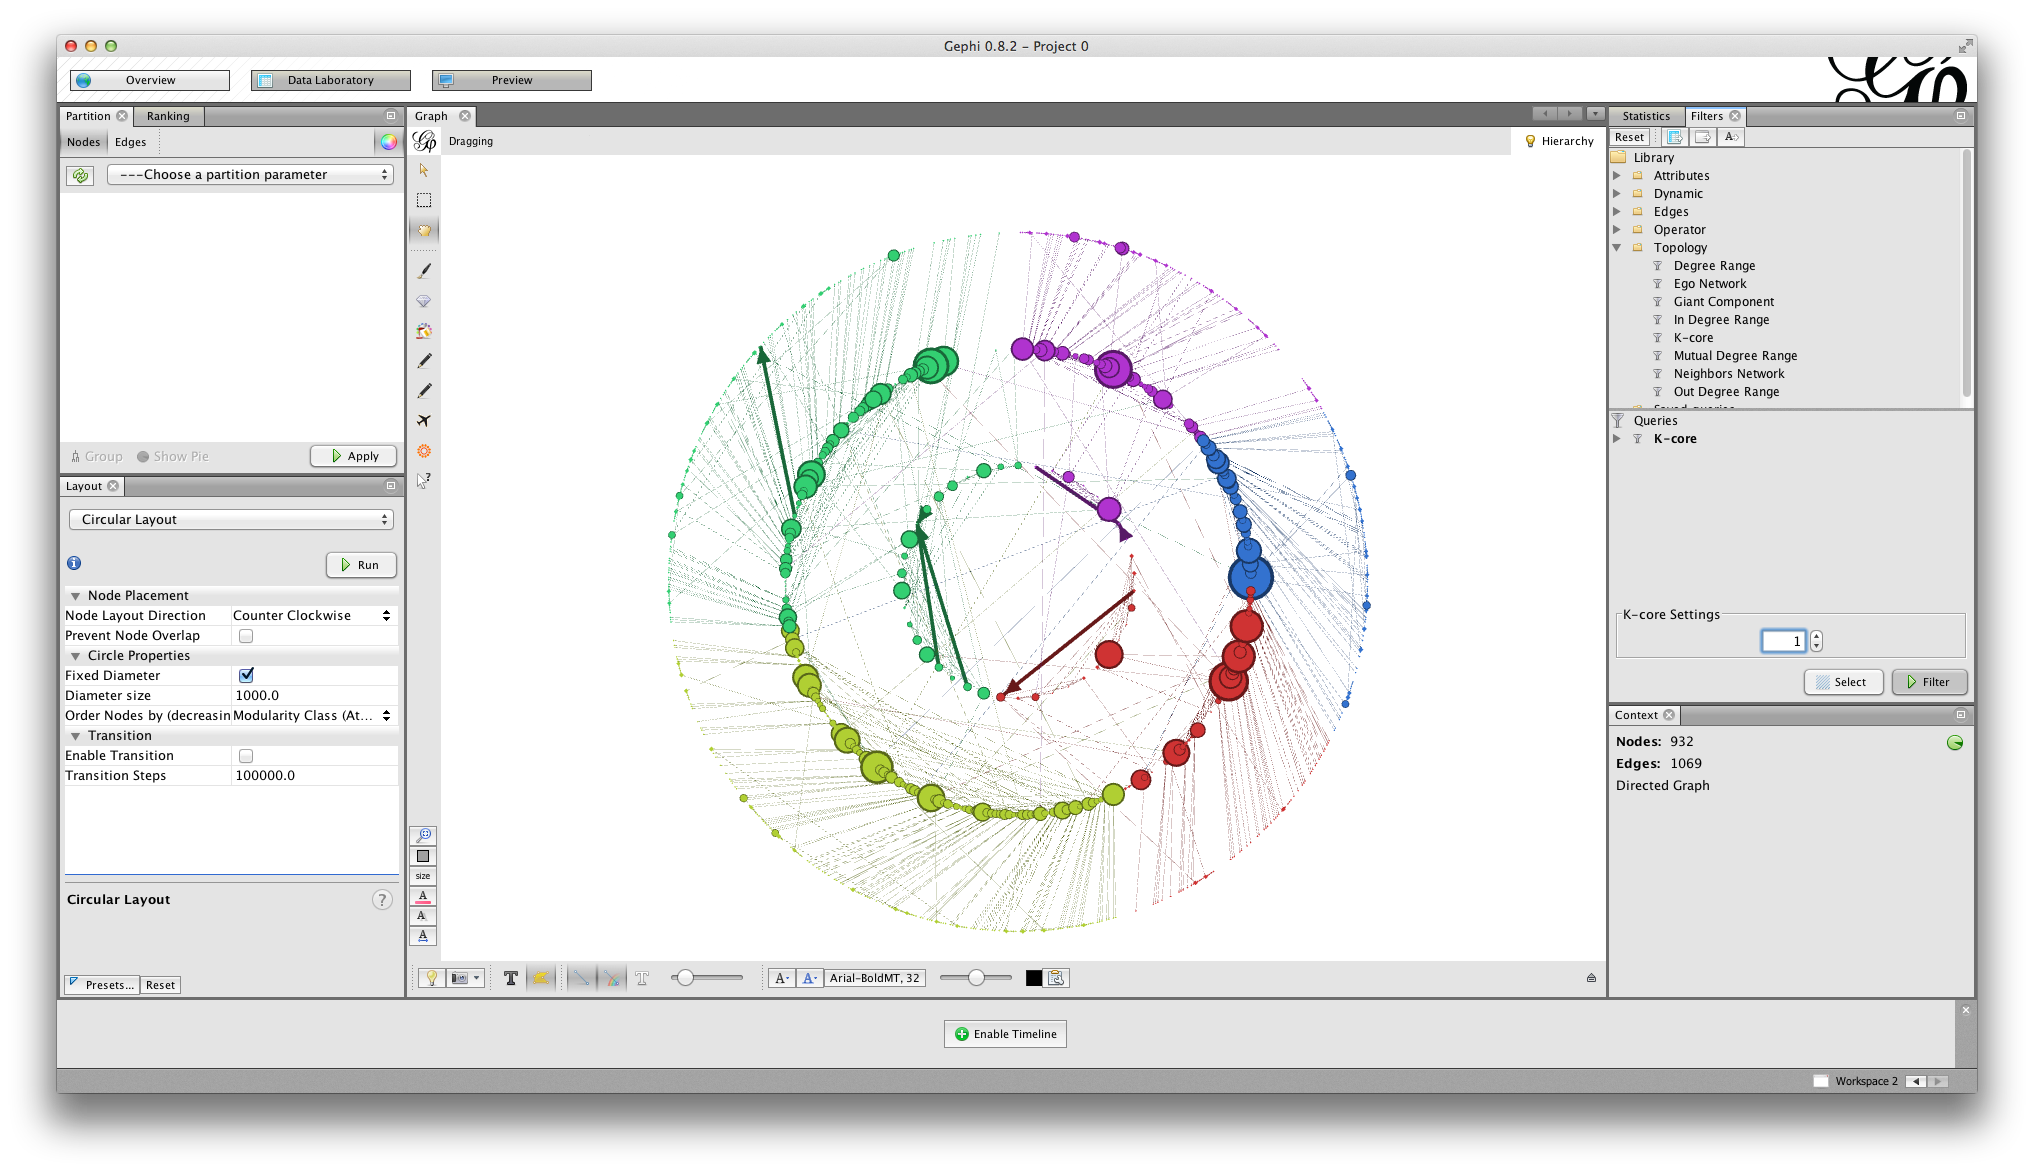 Gephi 0.8.2 - Project 0
Overview
Data Laboratory
Preview
Partition
Ranking
Nodes
Edges
---Choose a partition parameter
Group
Show Pie
Apply
Layout
Circular Layout
Run
Node Placement
Node Layout Direction
Counter Clockwise
Prevent Node Overlap
Circle Properties
Fixed Diameter
Diameter size
1000.0
Order Nodes by (decreasin
Modularity Class (At...
Transition
Enable Transition
Transition Steps
100000.0
Circular Layout
?
Presets...
Reset
Graph
Dragging
Hierarchy
size
A
A
A
T
T
A
A
Arial-BoldMT, 32
Statistics
Filters
Reset
A
Library
Attributes
Dynamic
Edges
Operator
Topology
Degree Range
Ego Network
Giant Component
In Degree Range
K-core
Mutual Degree Range
Neighbors Network
Out Degree Range
Saved queries
Queries
K-core
K-core Settings
1
Select
Filter
Context
Nodes: 932
Edges: 1069
Directed Graph
Enable Timeline
Workspace 2